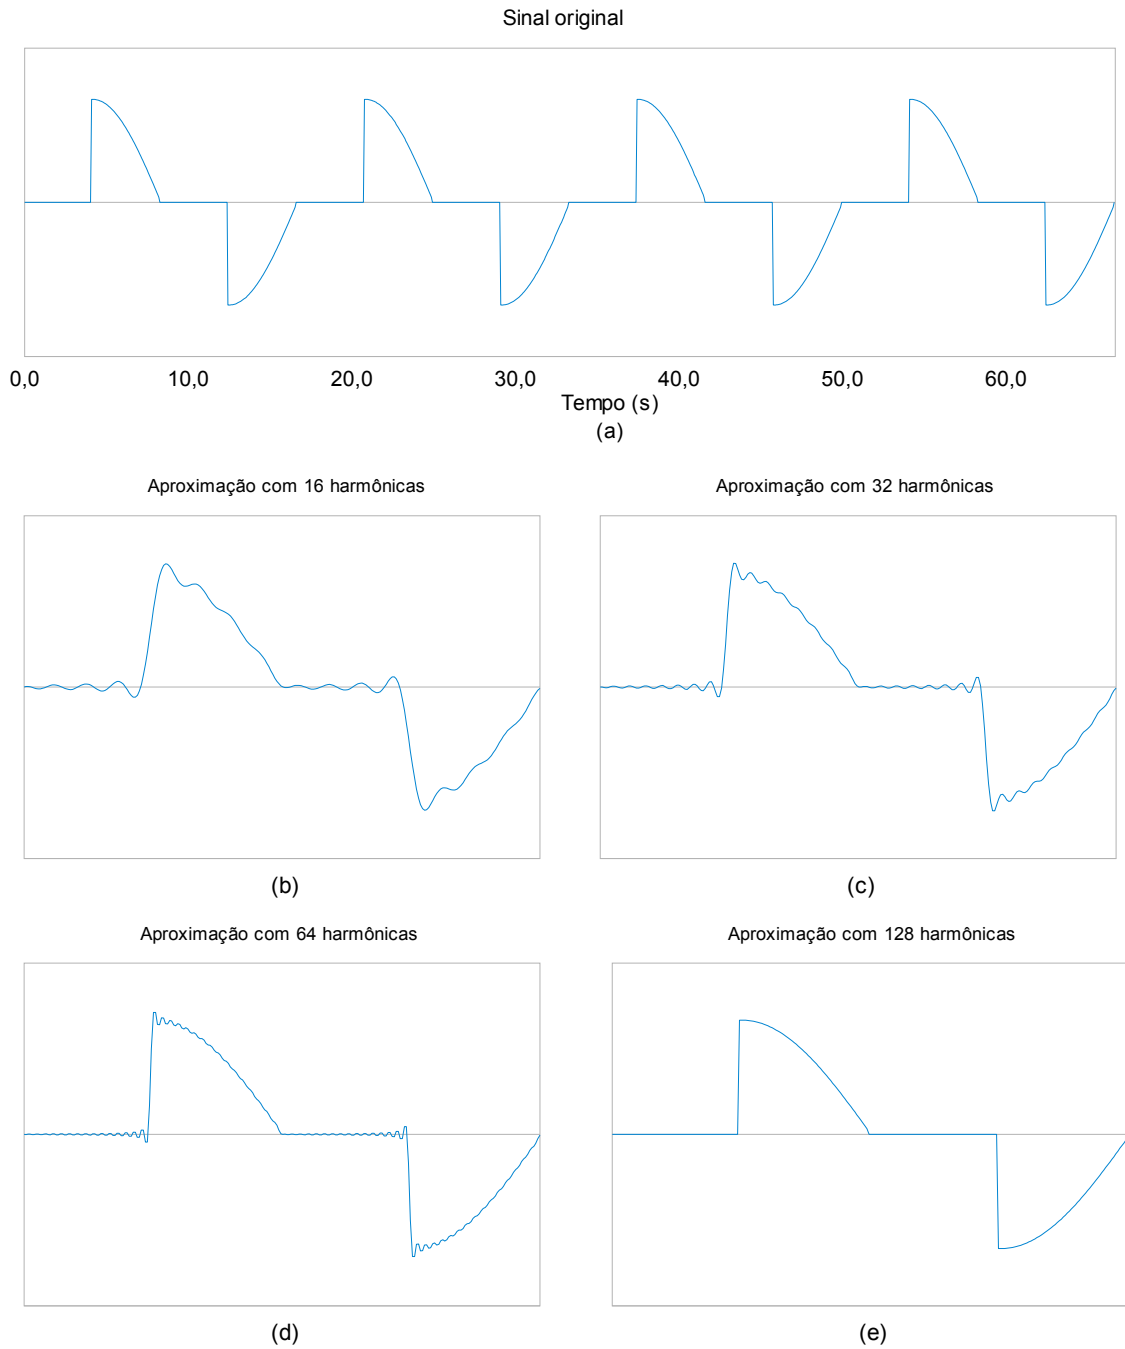 Sinal original
0,0 10,0 20,0 30,0 40,0 50,0 60,0
Tempo (s)
(a)
Aproximação com 16 harmônicas
Aproximação com 32 harmônicas
(b)
(c)
Aproximação com 64 harmônicas
Aproximação com 128 harmônicas
(d)
(e)